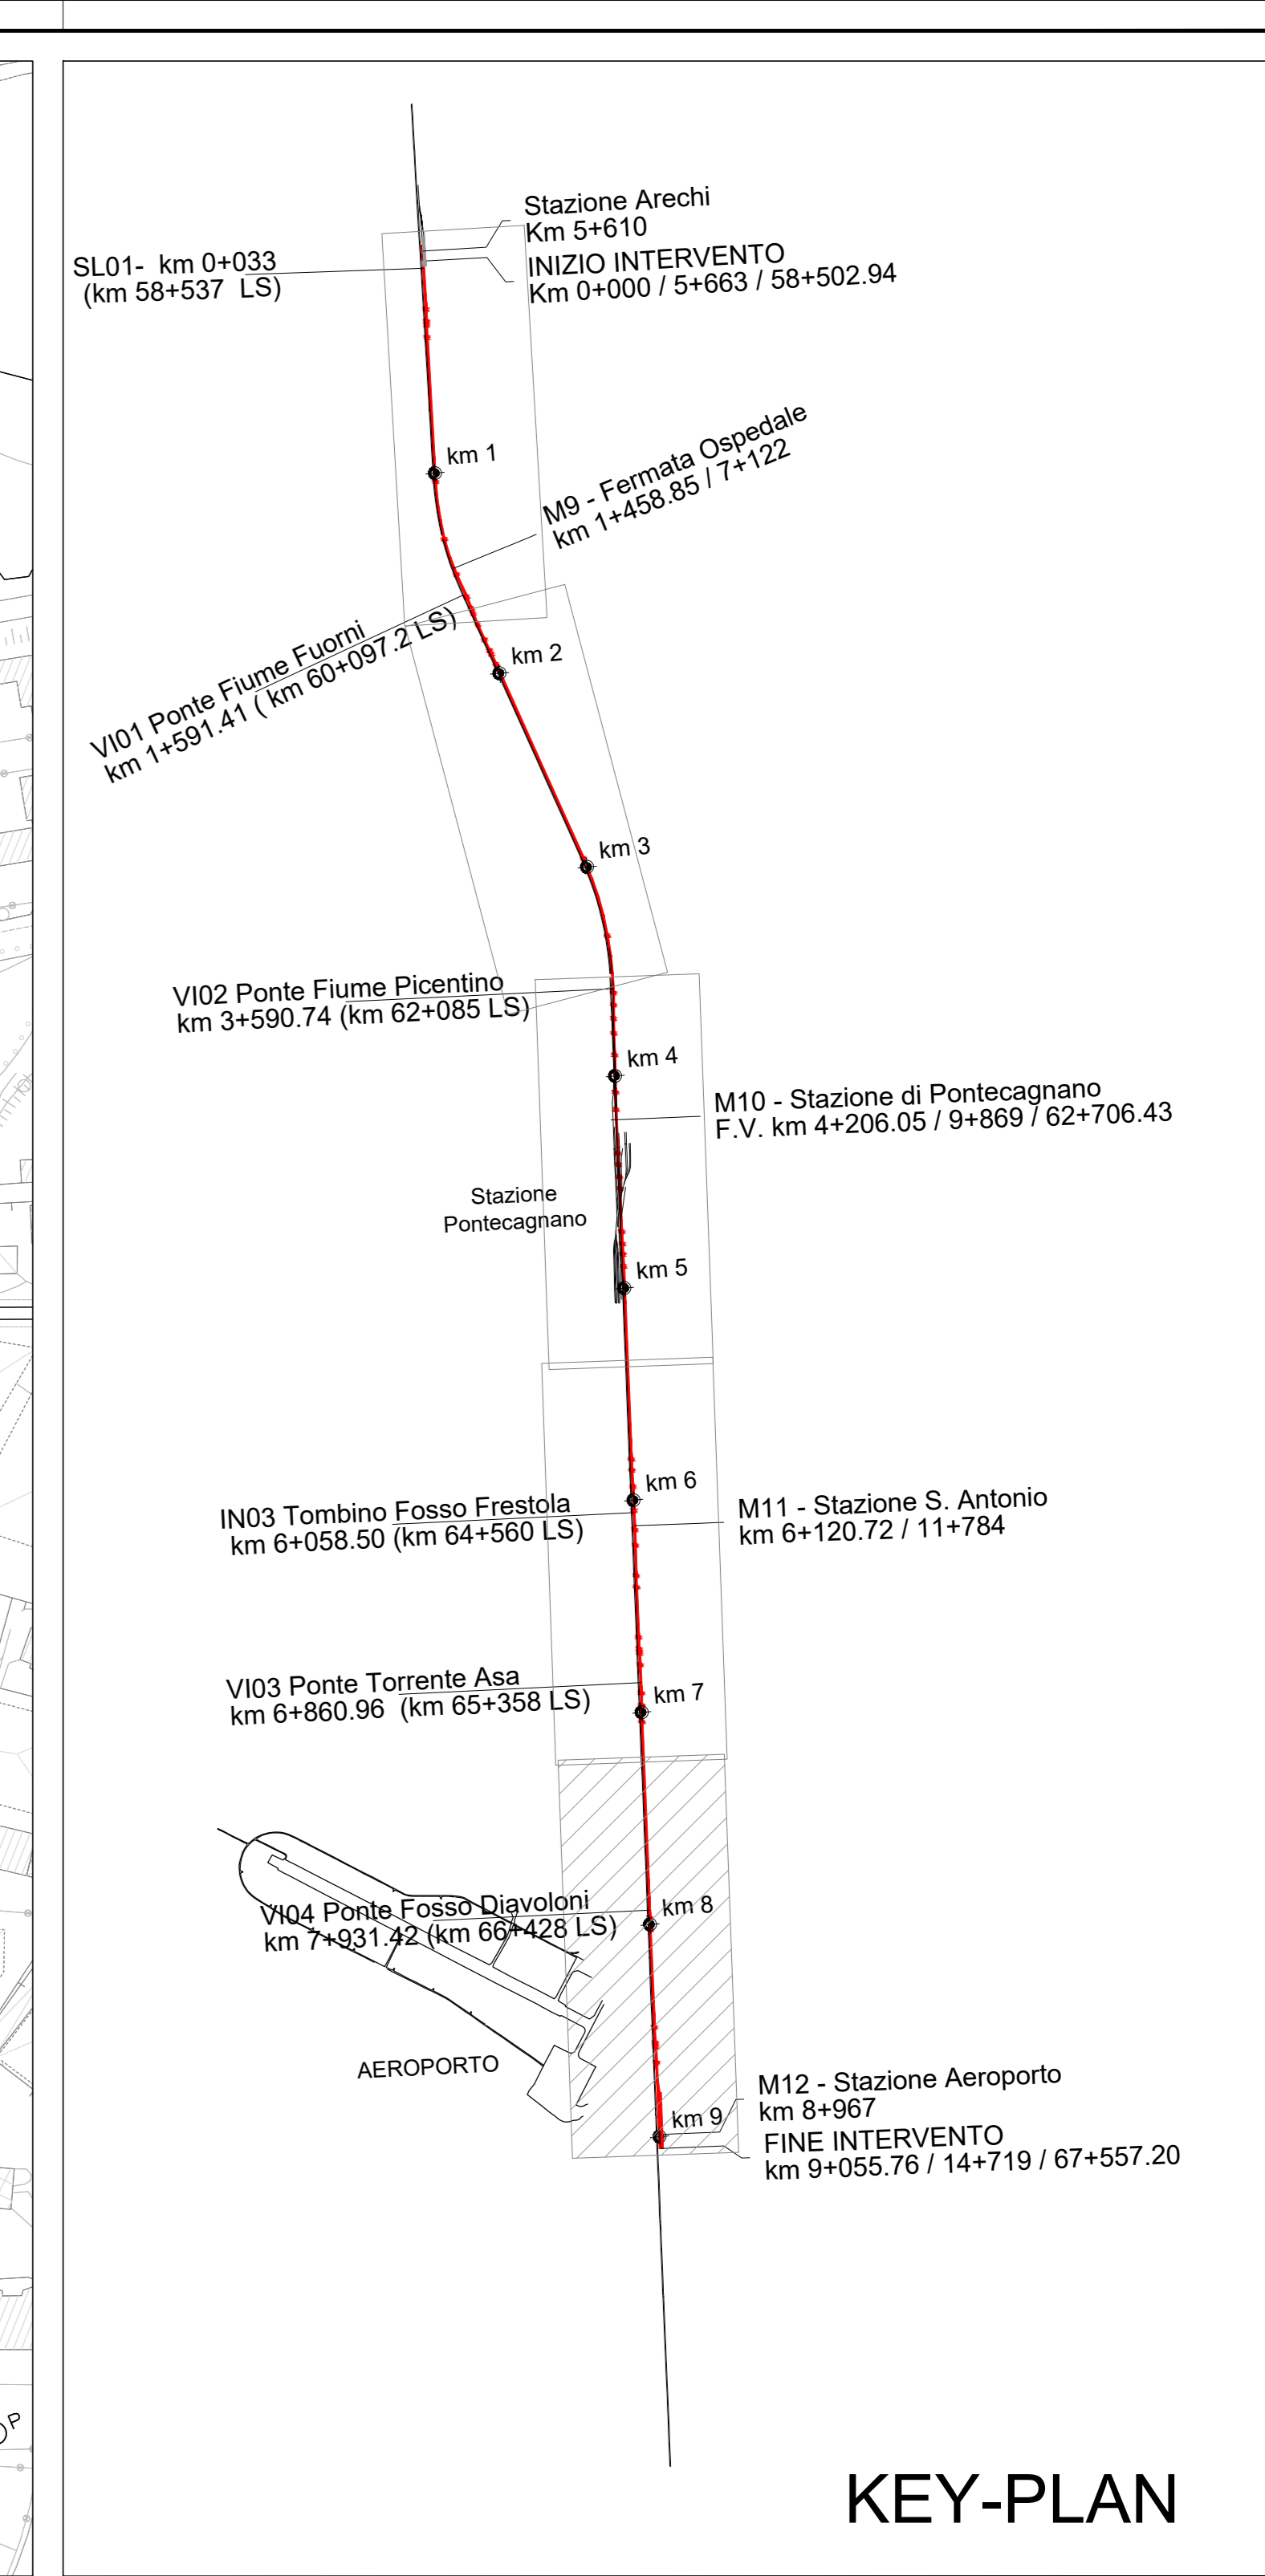 Stazione Arechi
Km 5+610
SL01- km 0+033
(km 58+537 LS)
INIZIO INTERVENTO
Km 0+000 / 5+663 / 58+502.94
km 1
M9 - Fermata Ospedale
km 1+458.85 / 7+122
VI01 Ponte Fiume Fuorni
km 1+591.41 ( km 60+097.2 LS)
km 2
km 3
VI02 Ponte Fiume Picentino
km 3+590.74 (km 62+085 LS)
km 4
M10 - Stazione di Pontecagnano
F.V. km 4+206.05 / 9+869 / 62+706.43
Stazione
Pontecagnano
km 5
km 6
IN03 Tombino Fosso Frestola
km 6+058.50 (km 64+560 LS)
M11 - Stazione S. Antonio
km 6+120.72 / 11+784
VI03 Ponte Torrente Asa
km 6+860.96 (km 65+358 LS)
km 7
VI04 Ponte Fosso Diavoloni
km 7+931.42 (km 66+428 LS)
km 8
AEROPORTO
M12 - Stazione Aeroporto
km 8+967
km 9
FINE INTERVENTO
km 9+055.76 / 14+719 / 67+557.20
KEY-PLAN